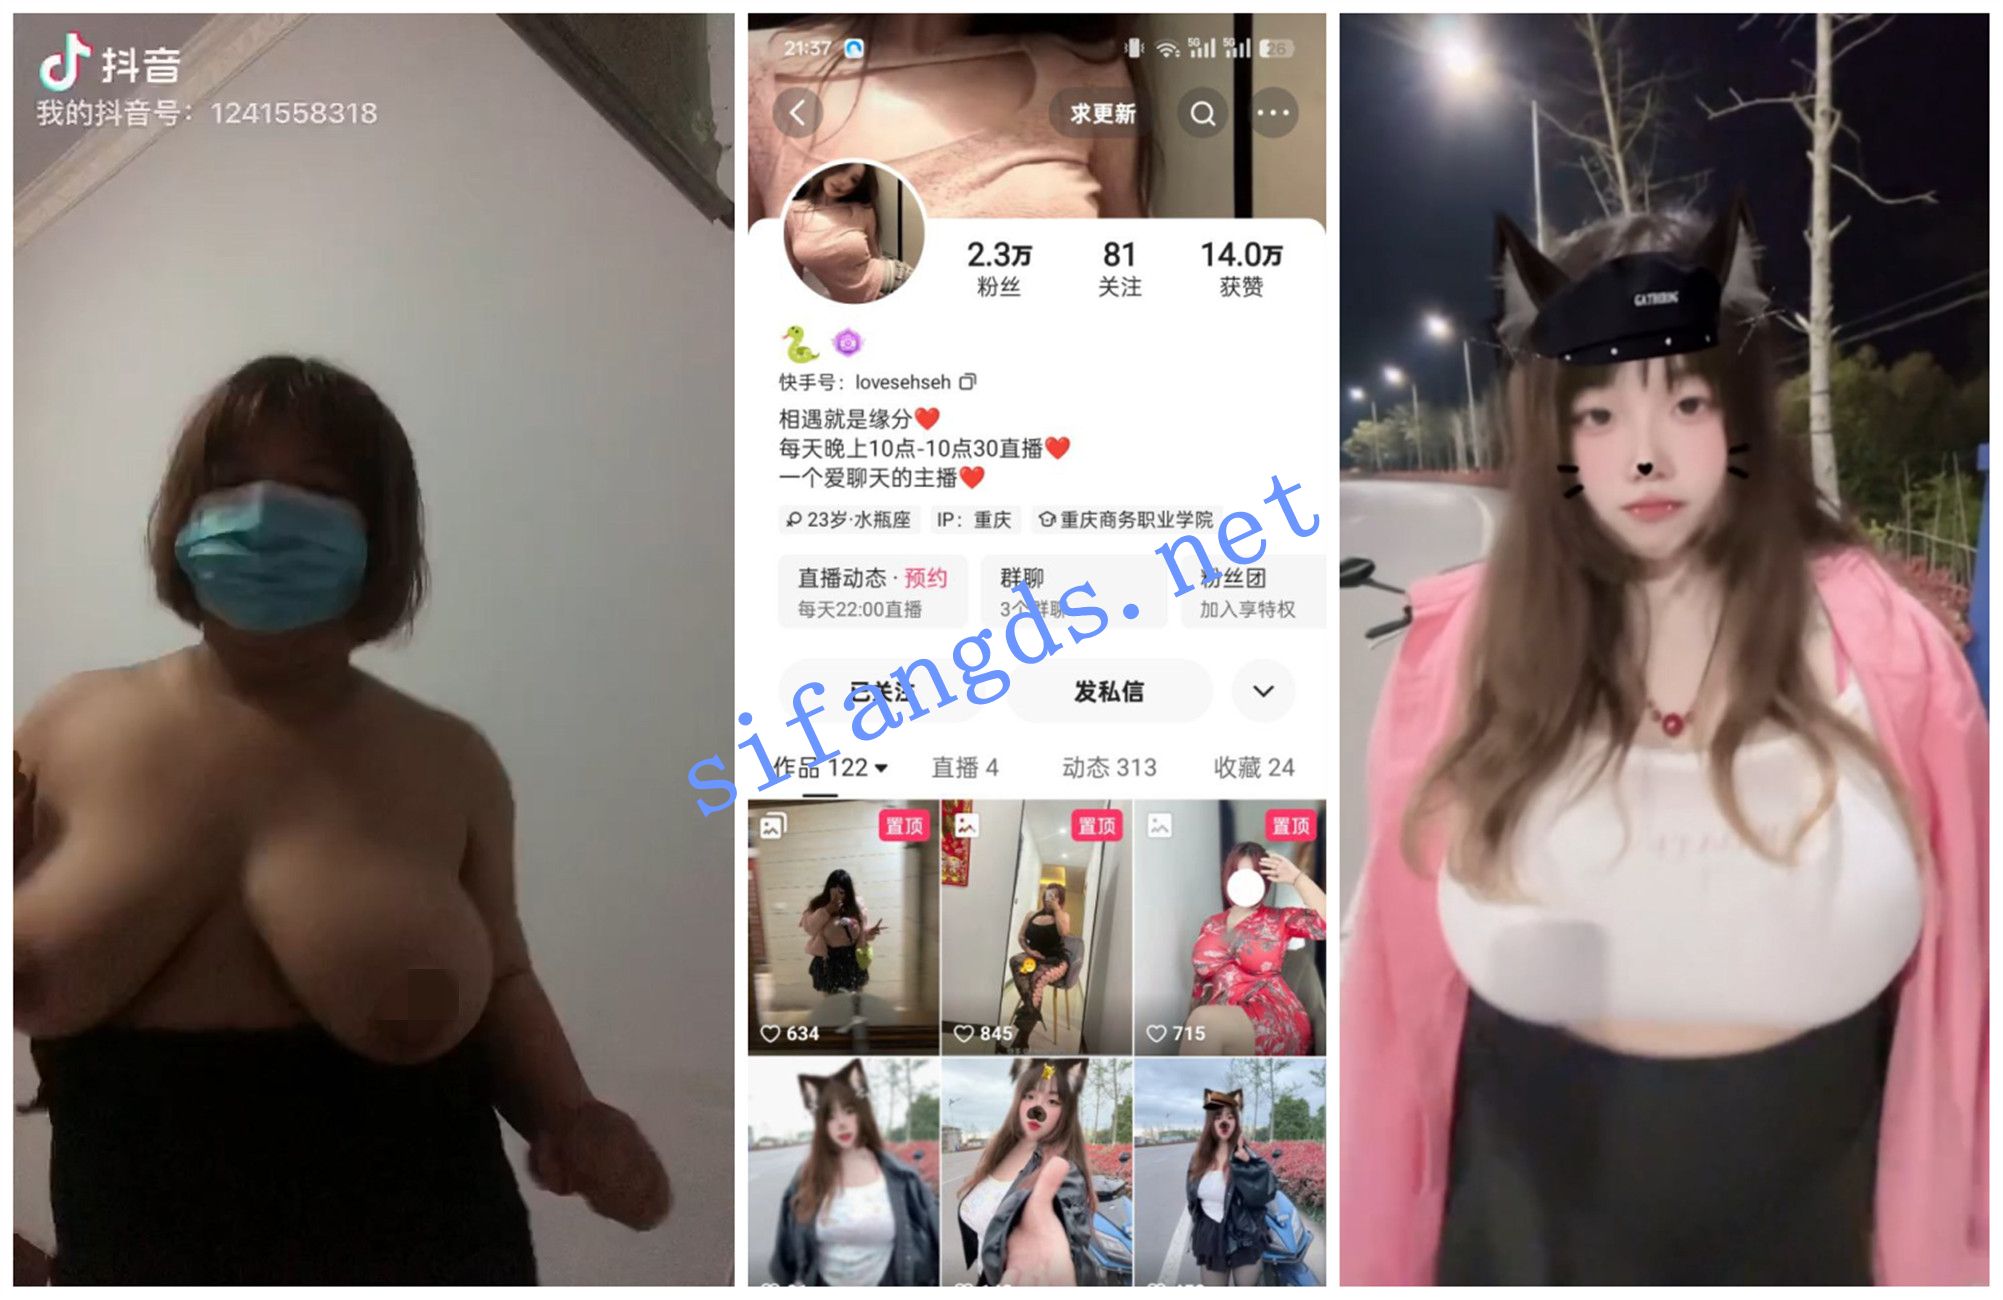 抖音
我的抖音号：1241558318
21:37
5G
5G
26
求更新
2.3万
81
14.0万
粉丝
关注
获赞
快手号：lovesehseh
相遇就是缘分❤️
每天晚上10点-10点30直播❤️
一个爱聊天的主播❤️
23岁·水瓶座
IP：重庆
重庆商务职业学院
直播动态·预约
群聊
粉丝团
每天22:00直播
3个群聊
加入享特权
已关注
发私信
作品 122
直播 4
动态 313
收藏 24
置顶
置顶
置顶
634
845
715
sifangds.net